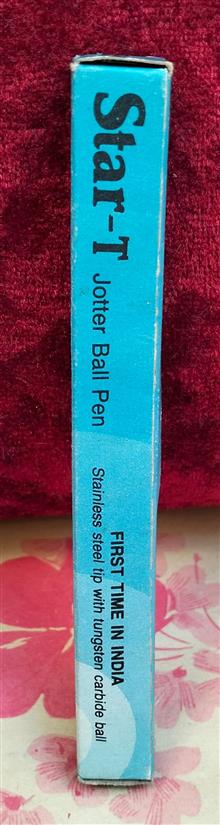 Star-T Jotter Ball Pen
FIRST TIME IN INDIA
Stainless steel tip with tungsten carbide ball